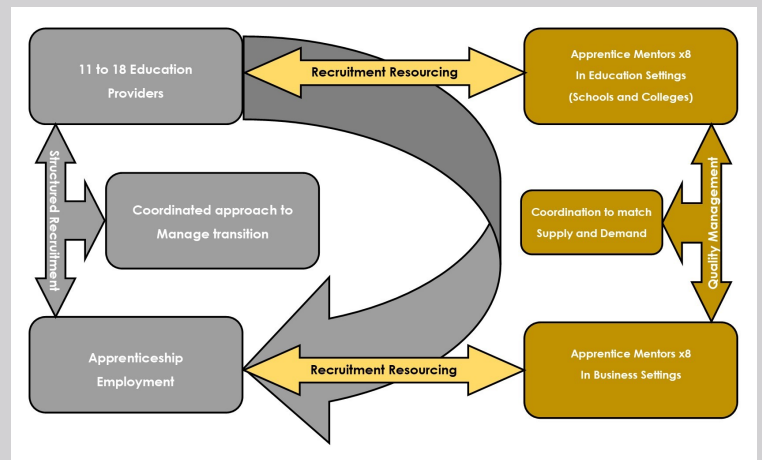 11 to 18 Education
Providers
Recruitment Resourcing
Apprentice Mentors x8
In Education Settings
(Schools and Colleges)
Structured Recruitment
Coordinated approach to
Manage transition
Coordination to match
Supply and Demand
Quality Management
Apprenticeship
Employment
Recruitment Resourcing
Apprentice Mentors x8
In Business Settings